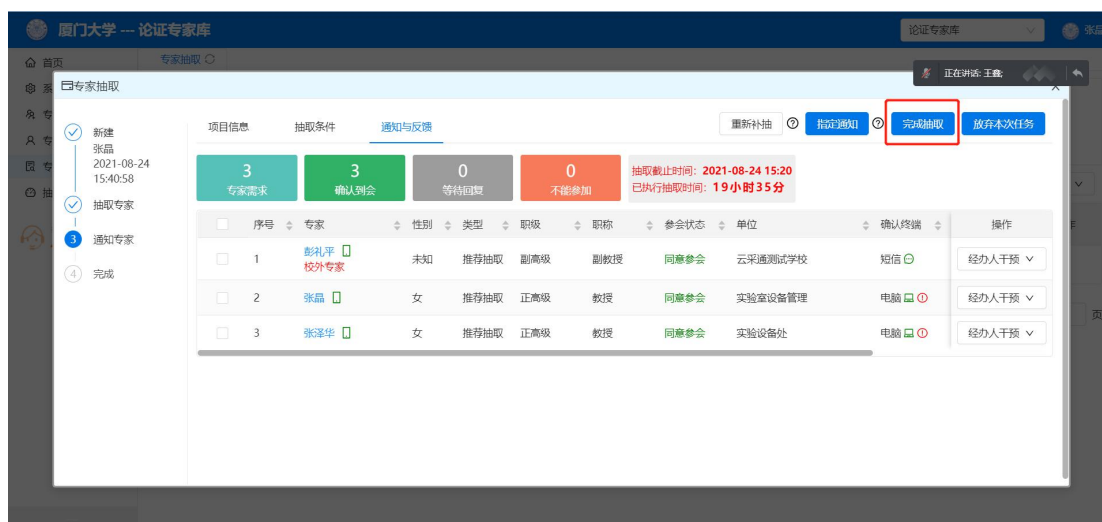 厦门大学 --- 论证专家库
论证专家库
张晶
首页
专家抽取
正在讲话: 王鑫;
系
专家抽取
专
专
专
抽
新建
张晶
2021-08-24
15:40:58
抽取专家
3 通知专家
4 完成
项目信息 抽取条件 通知与反馈
重新补抽 指定通知 完成抽取 放弃本次任务
3 3 0 0
专家需求 确认到会 等待回复 不能参加
抽取截止时间: 2021-08-24 15:20
已执行抽取时间: 19小时35分
序号 专家 性别 类型 职级 职称 参会状态 单位 确认终端 操作
1 彭礼平 校外专家 未知 推荐抽取 副高级 副教授 同意参会 云采通测试学校 短信 经办人干预
2 张晶 女 推荐抽取 正高级 教授 同意参会 实验室设备管理 电脑 经办人干预
3 张泽华 女 推荐抽取 正高级 教授 同意参会 实验设备处 电脑 经办人干预
页